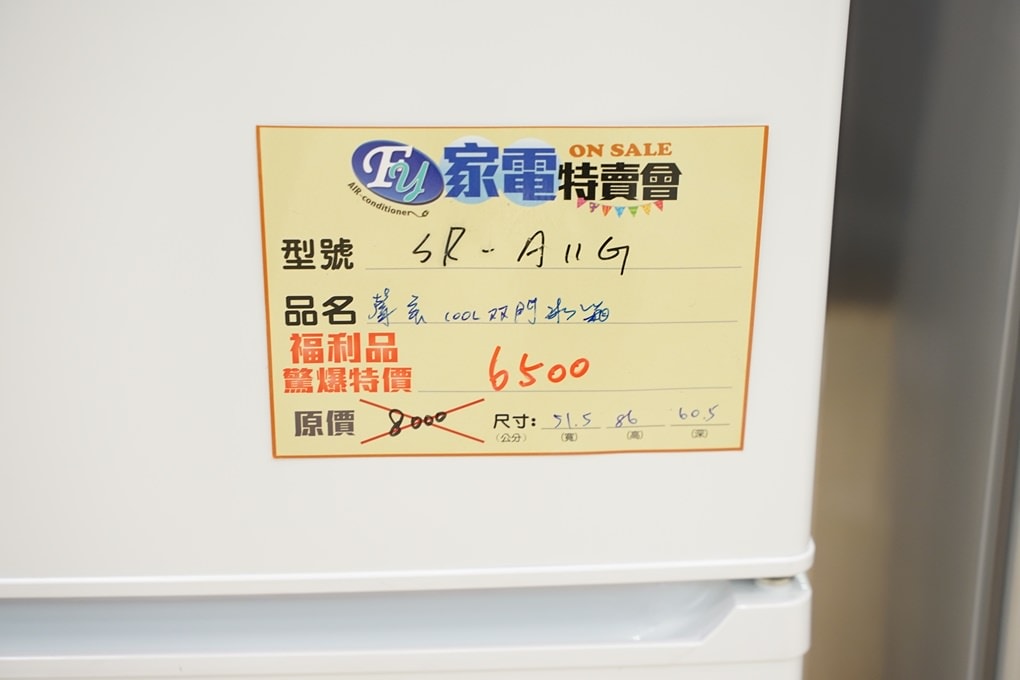 Fy AIR-conditioner 家電特賣會 ON SALE
型號 SR-A11G
品名 聲宝 100L 双門冰箱
福利品
驚爆特價 6500
原價 8000 尺寸: 51.5 86 60.5
(公分) (寬) (高) (深)